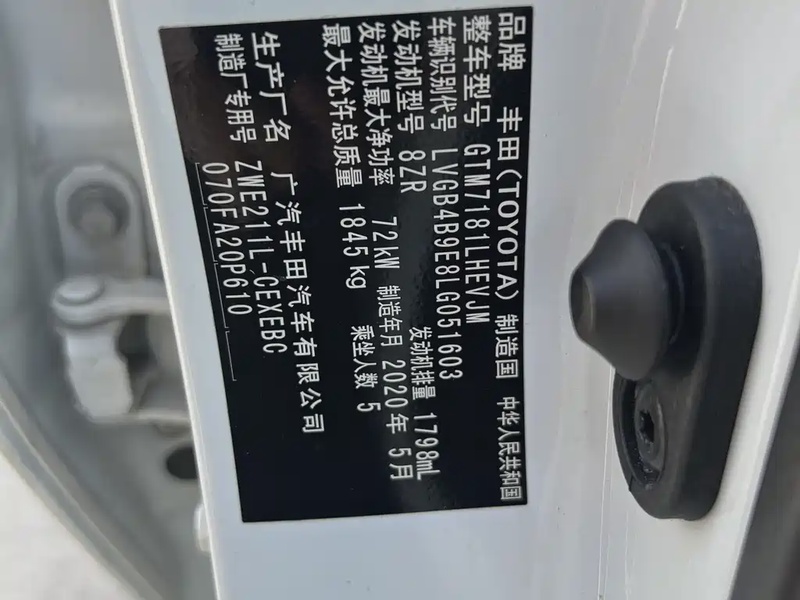 品牌 丰田(TOYOTA) 制造国 中华人民共和国
整车型号 GTM7181LHEVJM
车辆识别代号 LVGB4B9E8LG051603
发动机型号 8ZR 发动机排量 1798mL
发动机最大净功率 72kW 制造年月 2020年 5月
最大允许总质量 1845kg 乘坐人数 5
生产厂名 广汽丰田汽车有限公司
制造厂专用号 ZWE211L-CEXEBC
070FA20P610